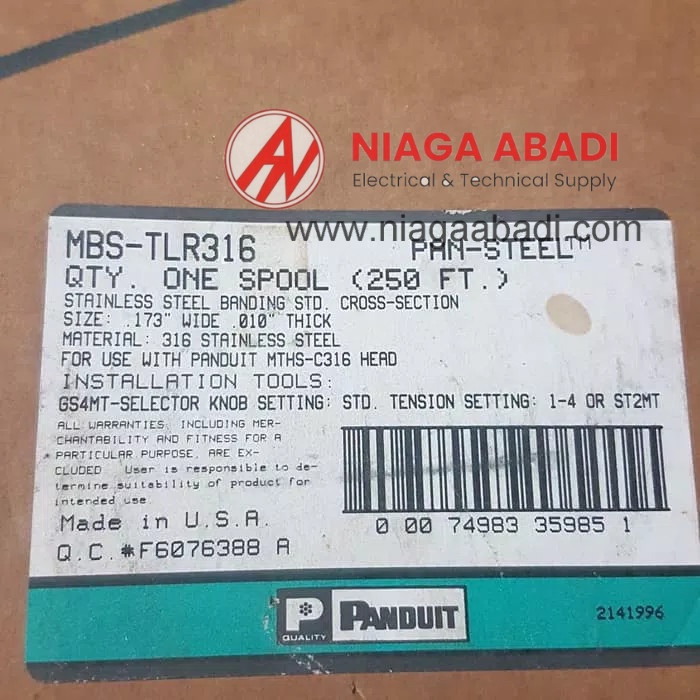 NIAGA ABADI
Electrical & Technical Supply
www.niagaabadi.com
MBS-TLR316 PAN-STEEL™
QTY. ONE SPOOL (250 FT.)
STAINLESS STEEL BANDING STD. CROSS-SECTION
SIZE: .173" WIDE .010" THICK
MATERIAL: 316 STAINLESS STEEL
FOR USE WITH PANDUIT MTHS-C316 HEAD
INSTALLATION TOOLS:
GS4MT-SELECTOR KNOB SETTING: STD. TENSION SETTING: 1-4 OR ST2MT
ALL WARRANTIES, INCLUDING MER-
CHANTABILITY AND FITNESS FOR A
PARTICULAR PURPOSE, ARE EX-
CLUDED. User is responsible to de-
termine suitability of product for
intended use.
Made in U.S.A.
Q.C.#F6076388 A
0 00 74983 35985 1
P
QUALITY
PANDUIT
2141996